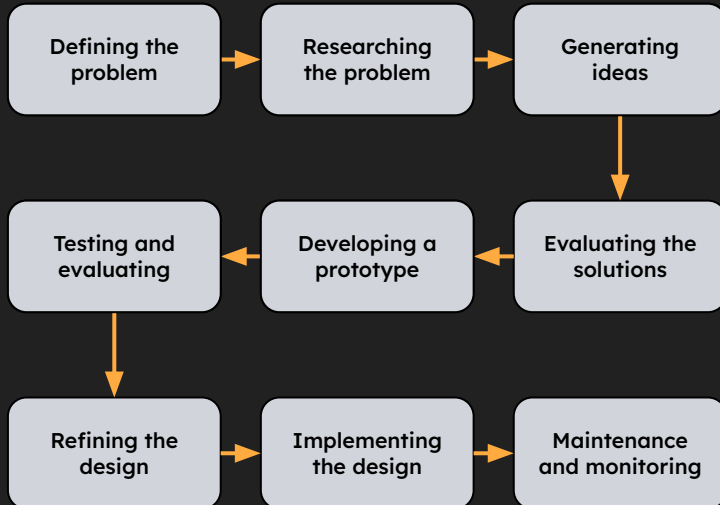 Defining the
problem
Researching
the problem
Generating
ideas
Evaluating the
solutions
Developing a
prototype
Testing and
evaluating
Refining the
design
Implementing
the design
Maintenance
and monitoring